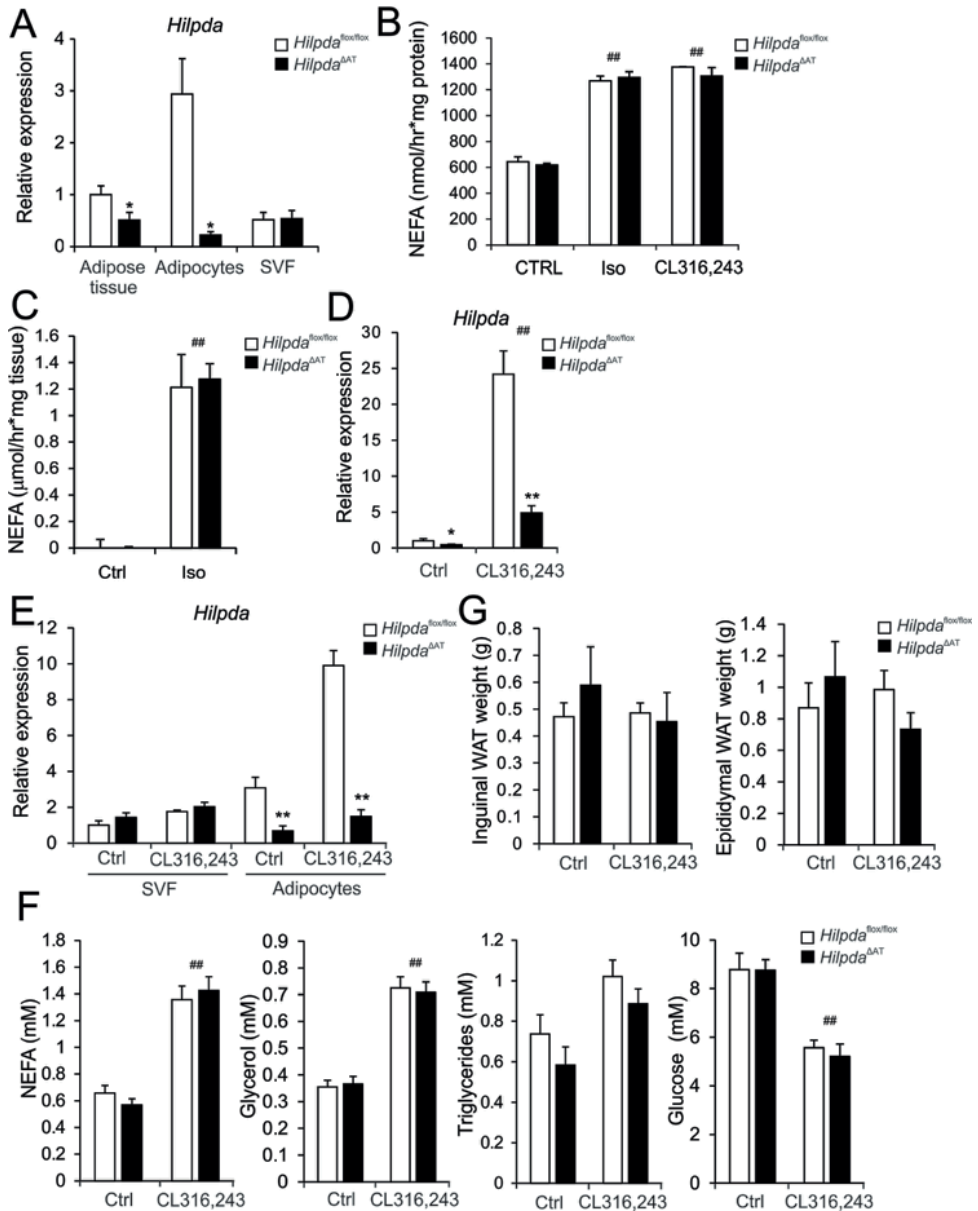 A
Hilpda
Hilpda^flox/flox
Hilpda^ΔAT
Relative expression
4
3
2
1
0
*
*
Adipose tissue
Adipocytes
SVF
B
Hilpda^flox/flox
Hilpda^ΔAT
NEFA (nmol/hr*mg protein)
1600
1400
1200
1000
800
600
400
200
0
##
##
CTRL
Iso
CL316,243
C
Hilpda^flox/flox
Hilpda^ΔAT
NEFA (μmol/hr*mg tissue)
1.6
1.4
1.2
1
0.8
0.6
0.4
0.2
0
##
Ctrl
Iso
D
Hilpda
Hilpda^flox/flox
Hilpda^ΔAT
Relative expression
30
25
20
15
10
5
0
##
*
**
Ctrl
CL316,243
E
Hilpda
Hilpda^flox/flox
Hilpda^ΔAT
Relative expression
12
10
8
6
4
2
0
**
**
Ctrl
CL316,243
Ctrl
CL316,243
SVF
Adipocytes
G
Hilpda^flox/flox
Hilpda^ΔAT
Inguinal WAT weight (g)
0.8
0.7
0.6
0.5
0.4
0.3
0.2
0.1
0
Ctrl
CL316,243
Hilpda^flox/flox
Hilpda^ΔAT
Epididymal WAT weight (g)
1.4
1.2
1
0.8
0.6
0.4
0.2
0
Ctrl
CL316,243
F
NEFA (mM)
1.8
1.6
1.4
1.2
1
0.8
0.6
0.4
0.2
0
##
Ctrl
CL316,243
Glycerol (mM)
0.9
0.8
0.7
0.6
0.5
0.4
0.3
0.2
0.1
0
##
Ctrl
CL316,243
Triglycerides (mM)
1.2
1
0.8
0.6
0.4
0.2
0
Ctrl
CL316,243
Glucose (mM)
10
8
6
4
2
0
##
Ctrl
CL316,243
Hilpda^flox/flox
Hilpda^ΔAT